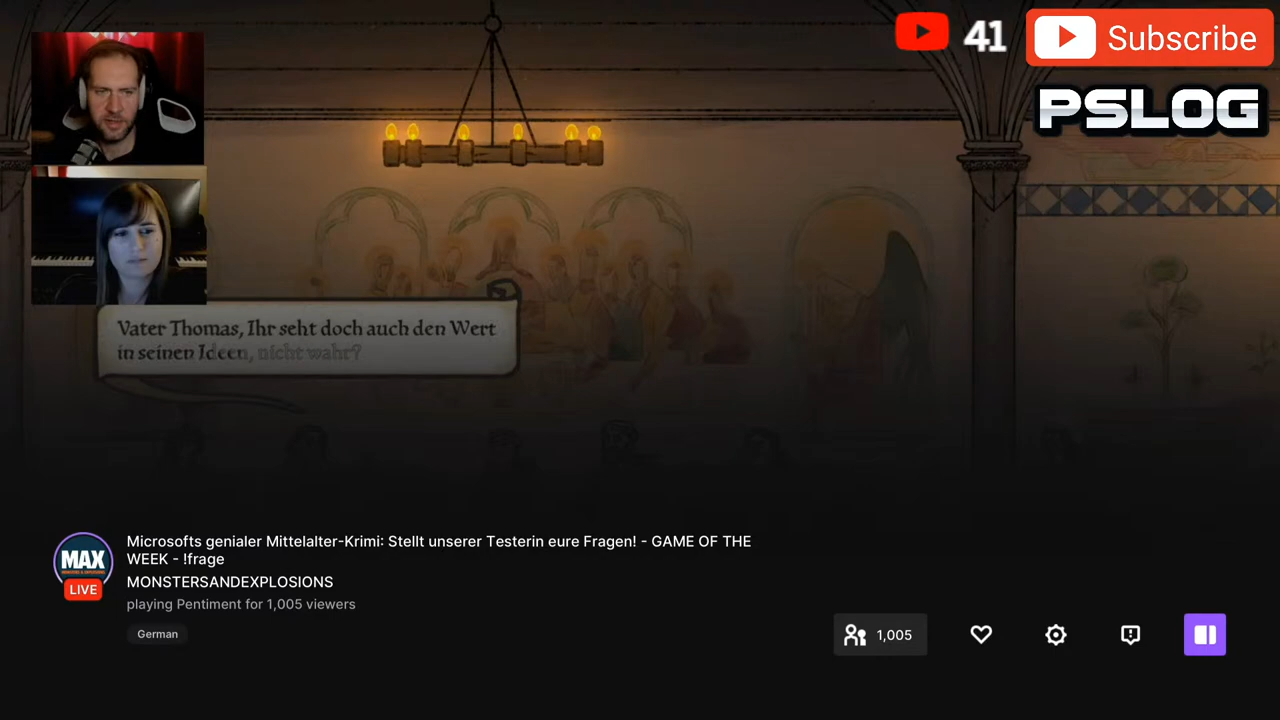 41
Subscribe
PSLOG
Vater Thomas, Ihr seht doch auch den Wert
in seinen Ideen, nicht wahr?
MAX
LIVE
Microsofts genialer Mittelalter-Krimi: Stellt unserer Testerin eure Fragen! - GAME OF THE
WEEK - !frage
MONSTERSANDEXPLOSIONS
playing Pentiment for 1,005 viewers
German
1,005